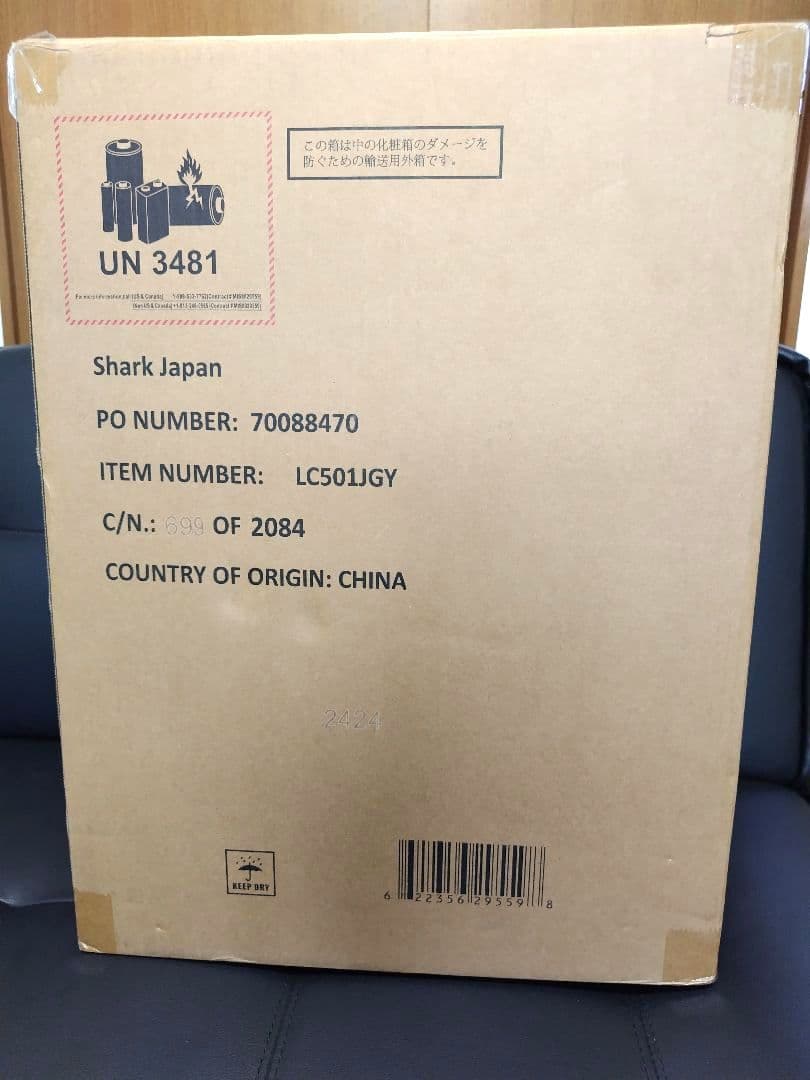 この箱は中の化粧箱のダメージを
防ぐための輸送用外箱です。
UN 3481
Shark Japan
PO NUMBER: 70088470
ITEM NUMBER: LC501JGY
C/N.: 699 OF 2084
COUNTRY OF ORIGIN: CHINA
2424
KEEP DRY
6 22356 29559 8